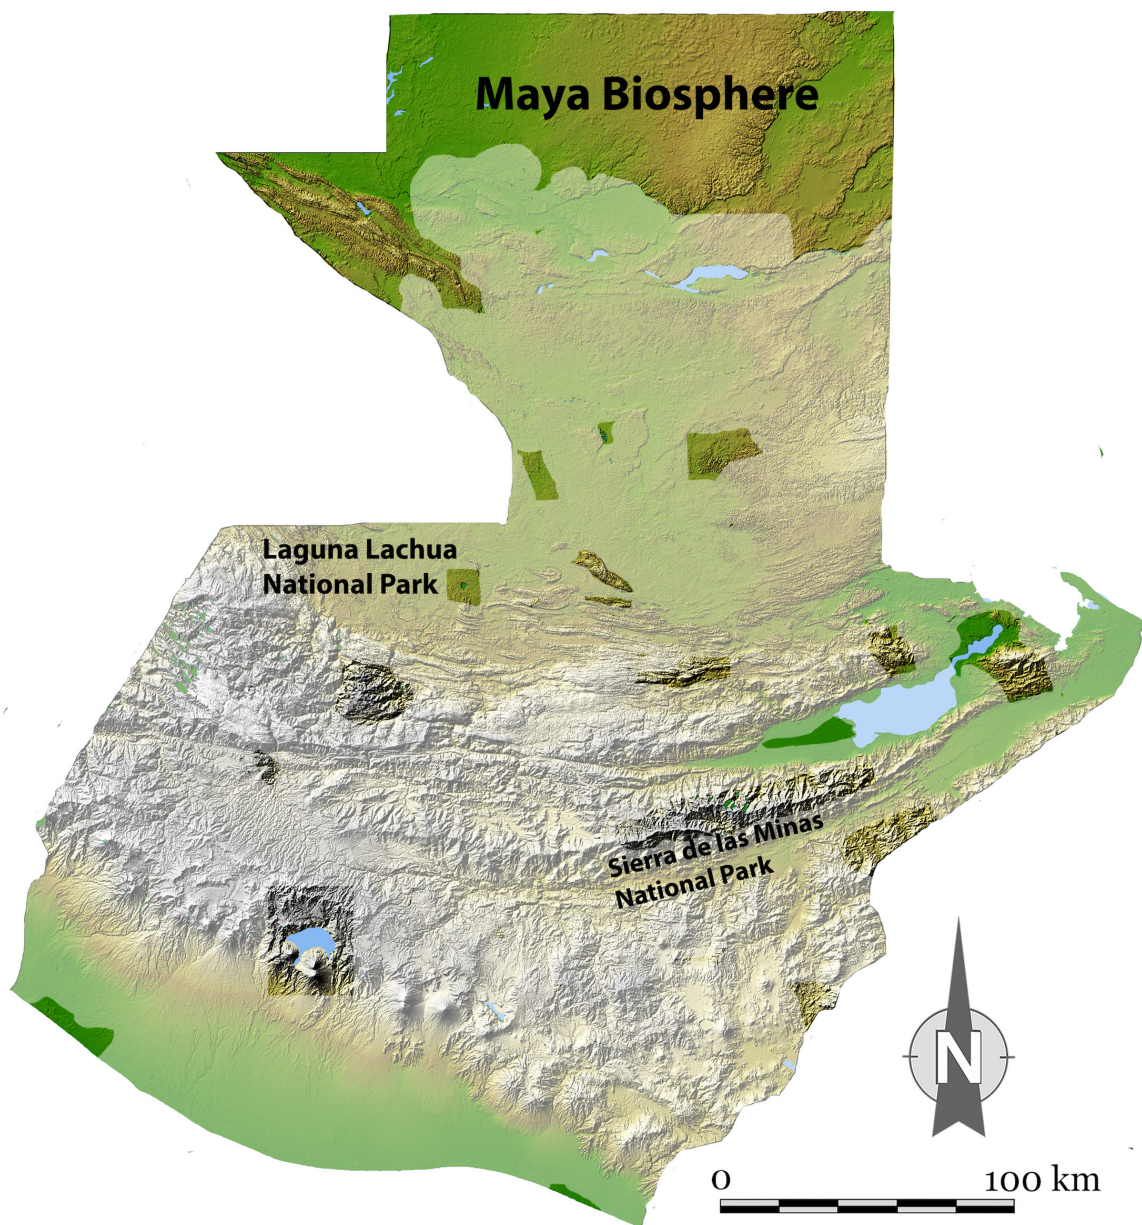 Maya Biosphere
Laguna Lachua
National Park
Sierra de las Minas
National Park
N
0 100 km